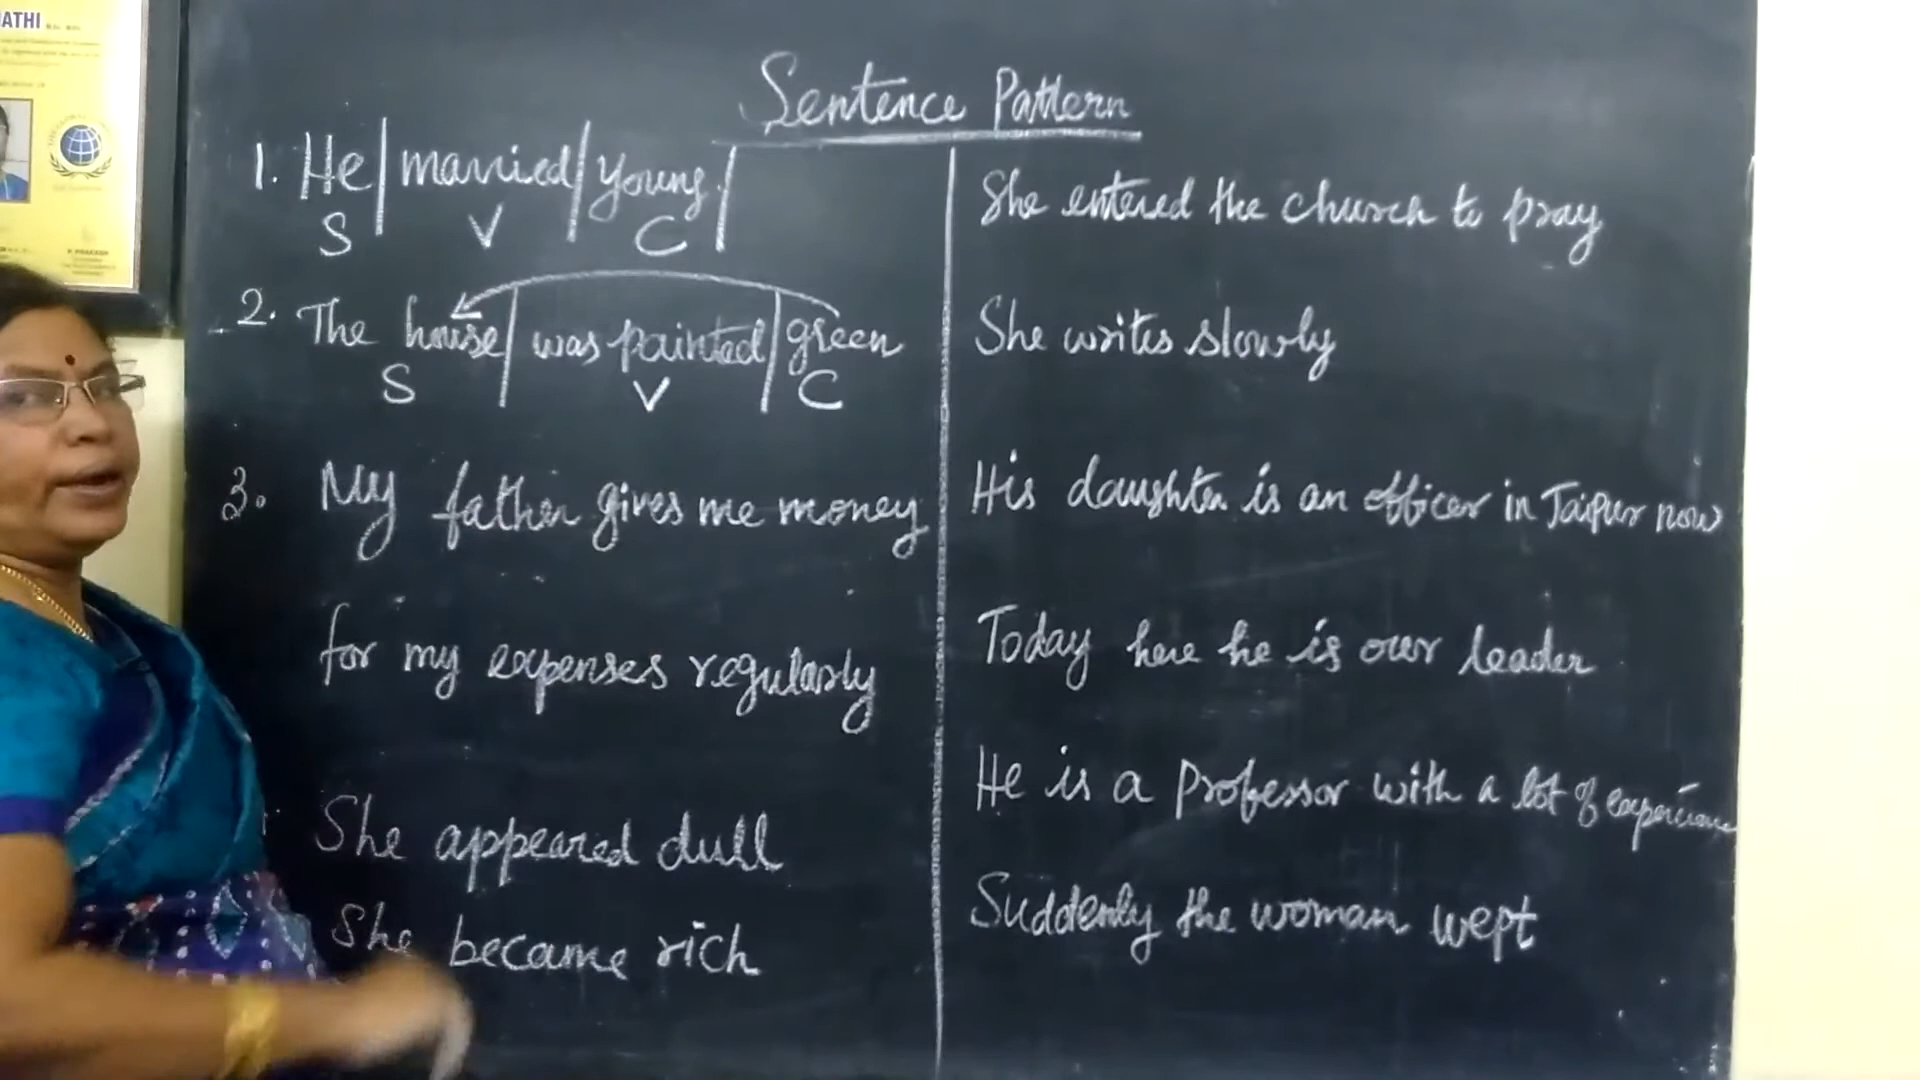 ATHI
Sentence Pattern
1. He | married | young. |
S V C
2. The house | was painted | green
S V C
3. My father gives me money
for my expenses regularly
She appeared dull
She became rich
She entered the church to pray
She writes slowly
His daughter is an officer in Jaipur now
Today here he is our leader
He is a Professor with a lot of experience
Suddenly the woman wept